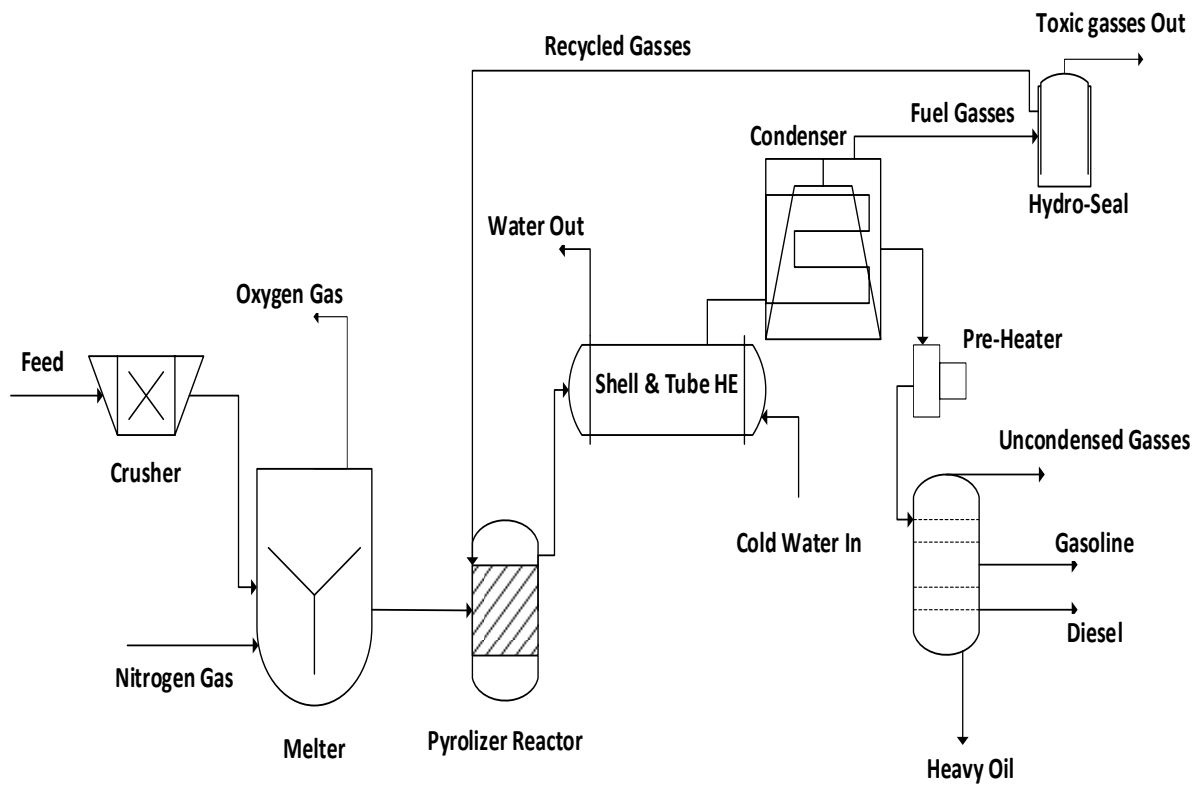 Toxic gasses Out
Recycled Gasses
Fuel Gasses
Condenser
Hydro-Seal
Water Out
Oxygen Gas
Pre-Heater
Feed
Shell & Tube HE
Uncondensed Gasses
Crusher
Cold Water In
Gasoline
Diesel
Nitrogen Gas
Melter
Pyrolizer Reactor
Heavy Oil